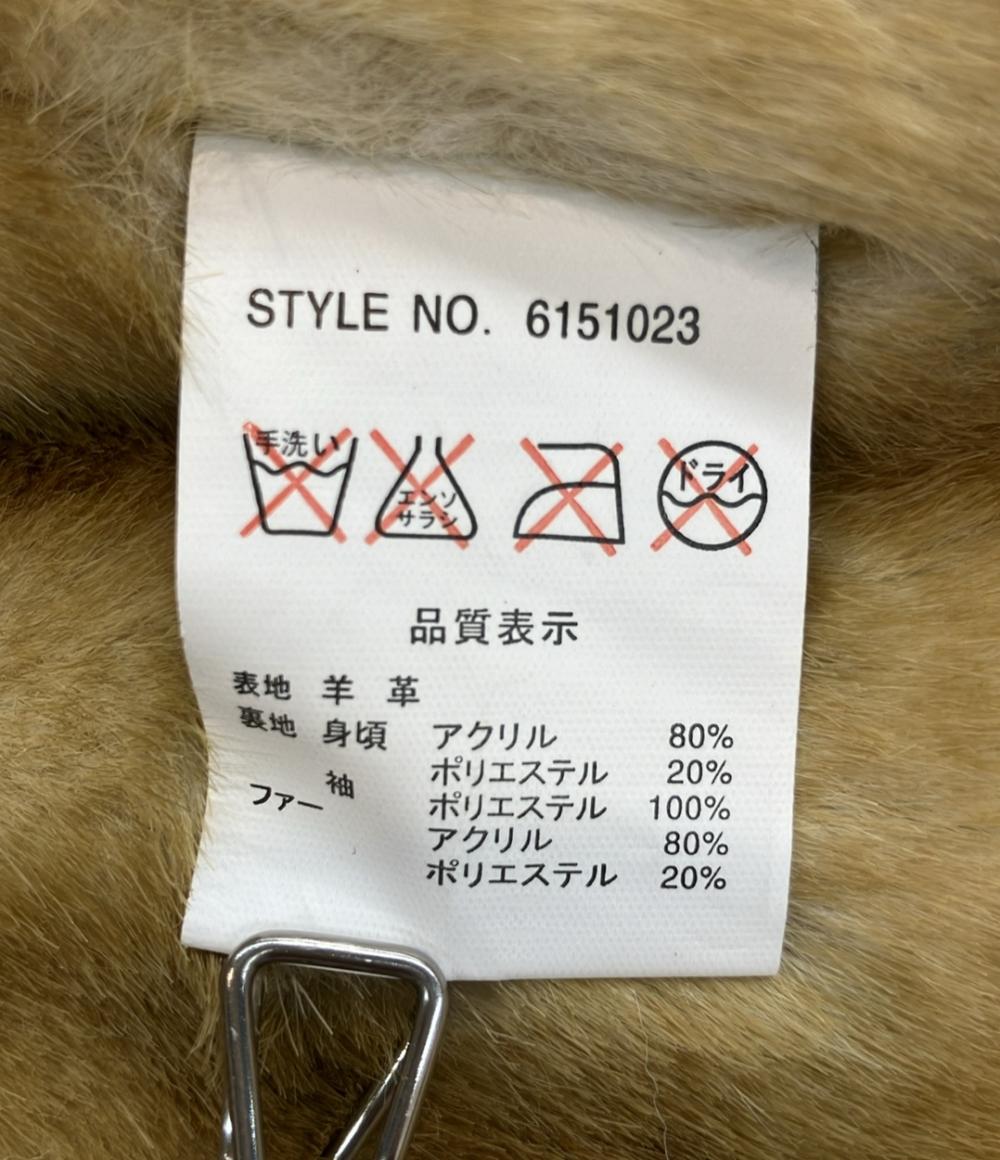 STYLE NO. 6151023
手洗い
エンソ
サラシ
ドライ
品質表示
表地 羊 革
裏地 身頃 アクリル 80%
ポリエステル 20%
袖 ポリエステル 100%
ファー アクリル 80%
ポリエステル 20%